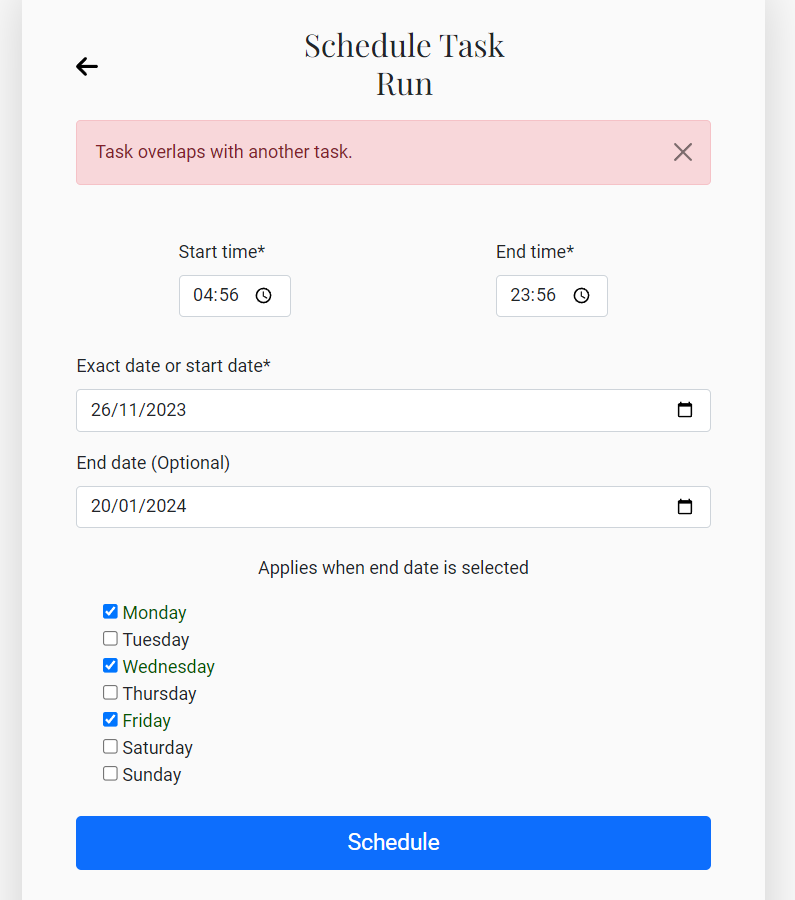 Schedule Task
Run
Task overlaps with another task.
Start time*
End time*
04:56
23:56
Exact date or start date*
26/11/2023
End date (Optional)
20/01/2024
Applies when end date is selected
Monday
Tuesday
Wednesday
Thursday
Friday
Saturday
Sunday
Schedule